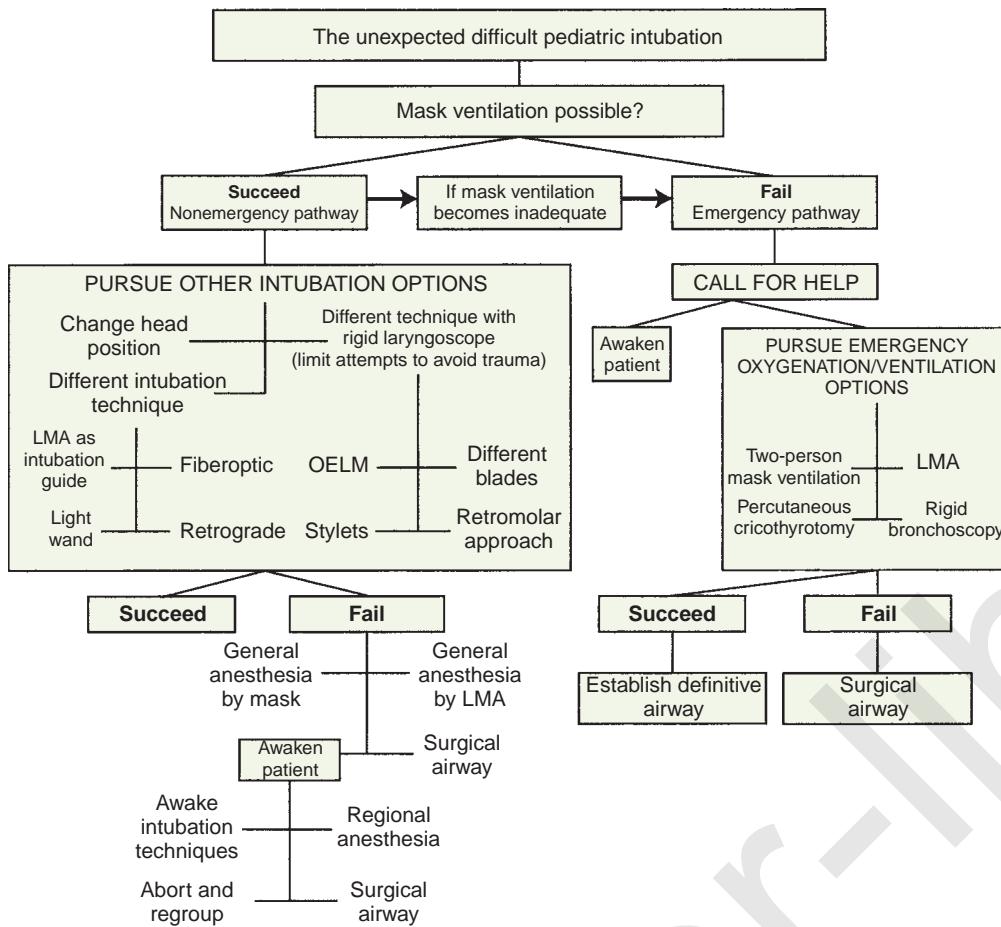 The unexpected difficult pediatric intubation
Mask ventilation possible?
Succeed
Nonemergency pathway
If mask ventilation
becomes inadequate
Fail
Emergency pathway
PURSUE OTHER INTUBATION OPTIONS
Change head
position
Different technique with
rigid laryngoscope
(limit attempts to avoid trauma)
Different intubation
technique
LMA as
intubation
guide
Fiberoptic
Light
wand
Retrograde
OELM
Different
blades
Stylets
Retromolar
approach
CALL FOR HELP
Awaken
patient
PURSUE EMERGENCY
OXYGENATION/VENTILATION
OPTIONS
Two-person
mask ventilation
LMA
Percutaneous
cricothyrotomy
Rigid
bronchoscopy
Succeed
Fail
General
anesthesia
by mask
General
anesthesia
by LMA
Awaken
patient
Surgical
airway
Awake
intubation
techniques
Regional
anesthesia
Abort and
regroup
Surgical
airway
Succeed
Fail
Establish definitive
airway
Surgical
airway